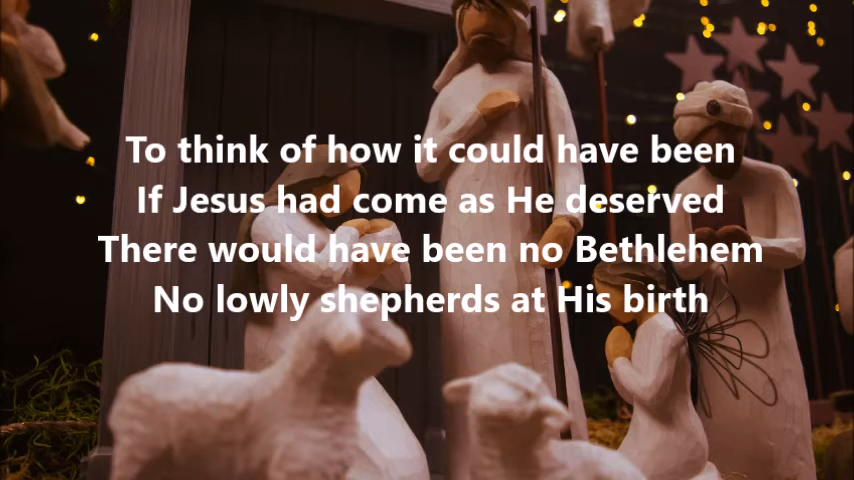 To think of how it could have been
If Jesus had come as He deserved
There would have been no Bethlehem
No lowly shepherds at His birth